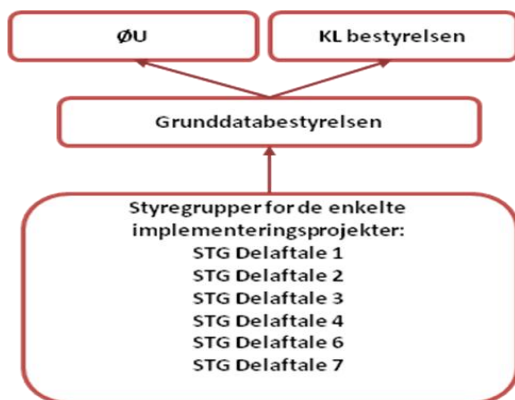 ØU
KL bestyrelsen
Grunddatabestyrelsen
Styregrupper for de enkelte
implementeringsprojekter:
STG Delaftale 1
STG Delaftale 2
STG Delaftale 3
STG Delaftale 4
STG Delaftale 6
STG Delaftale 7